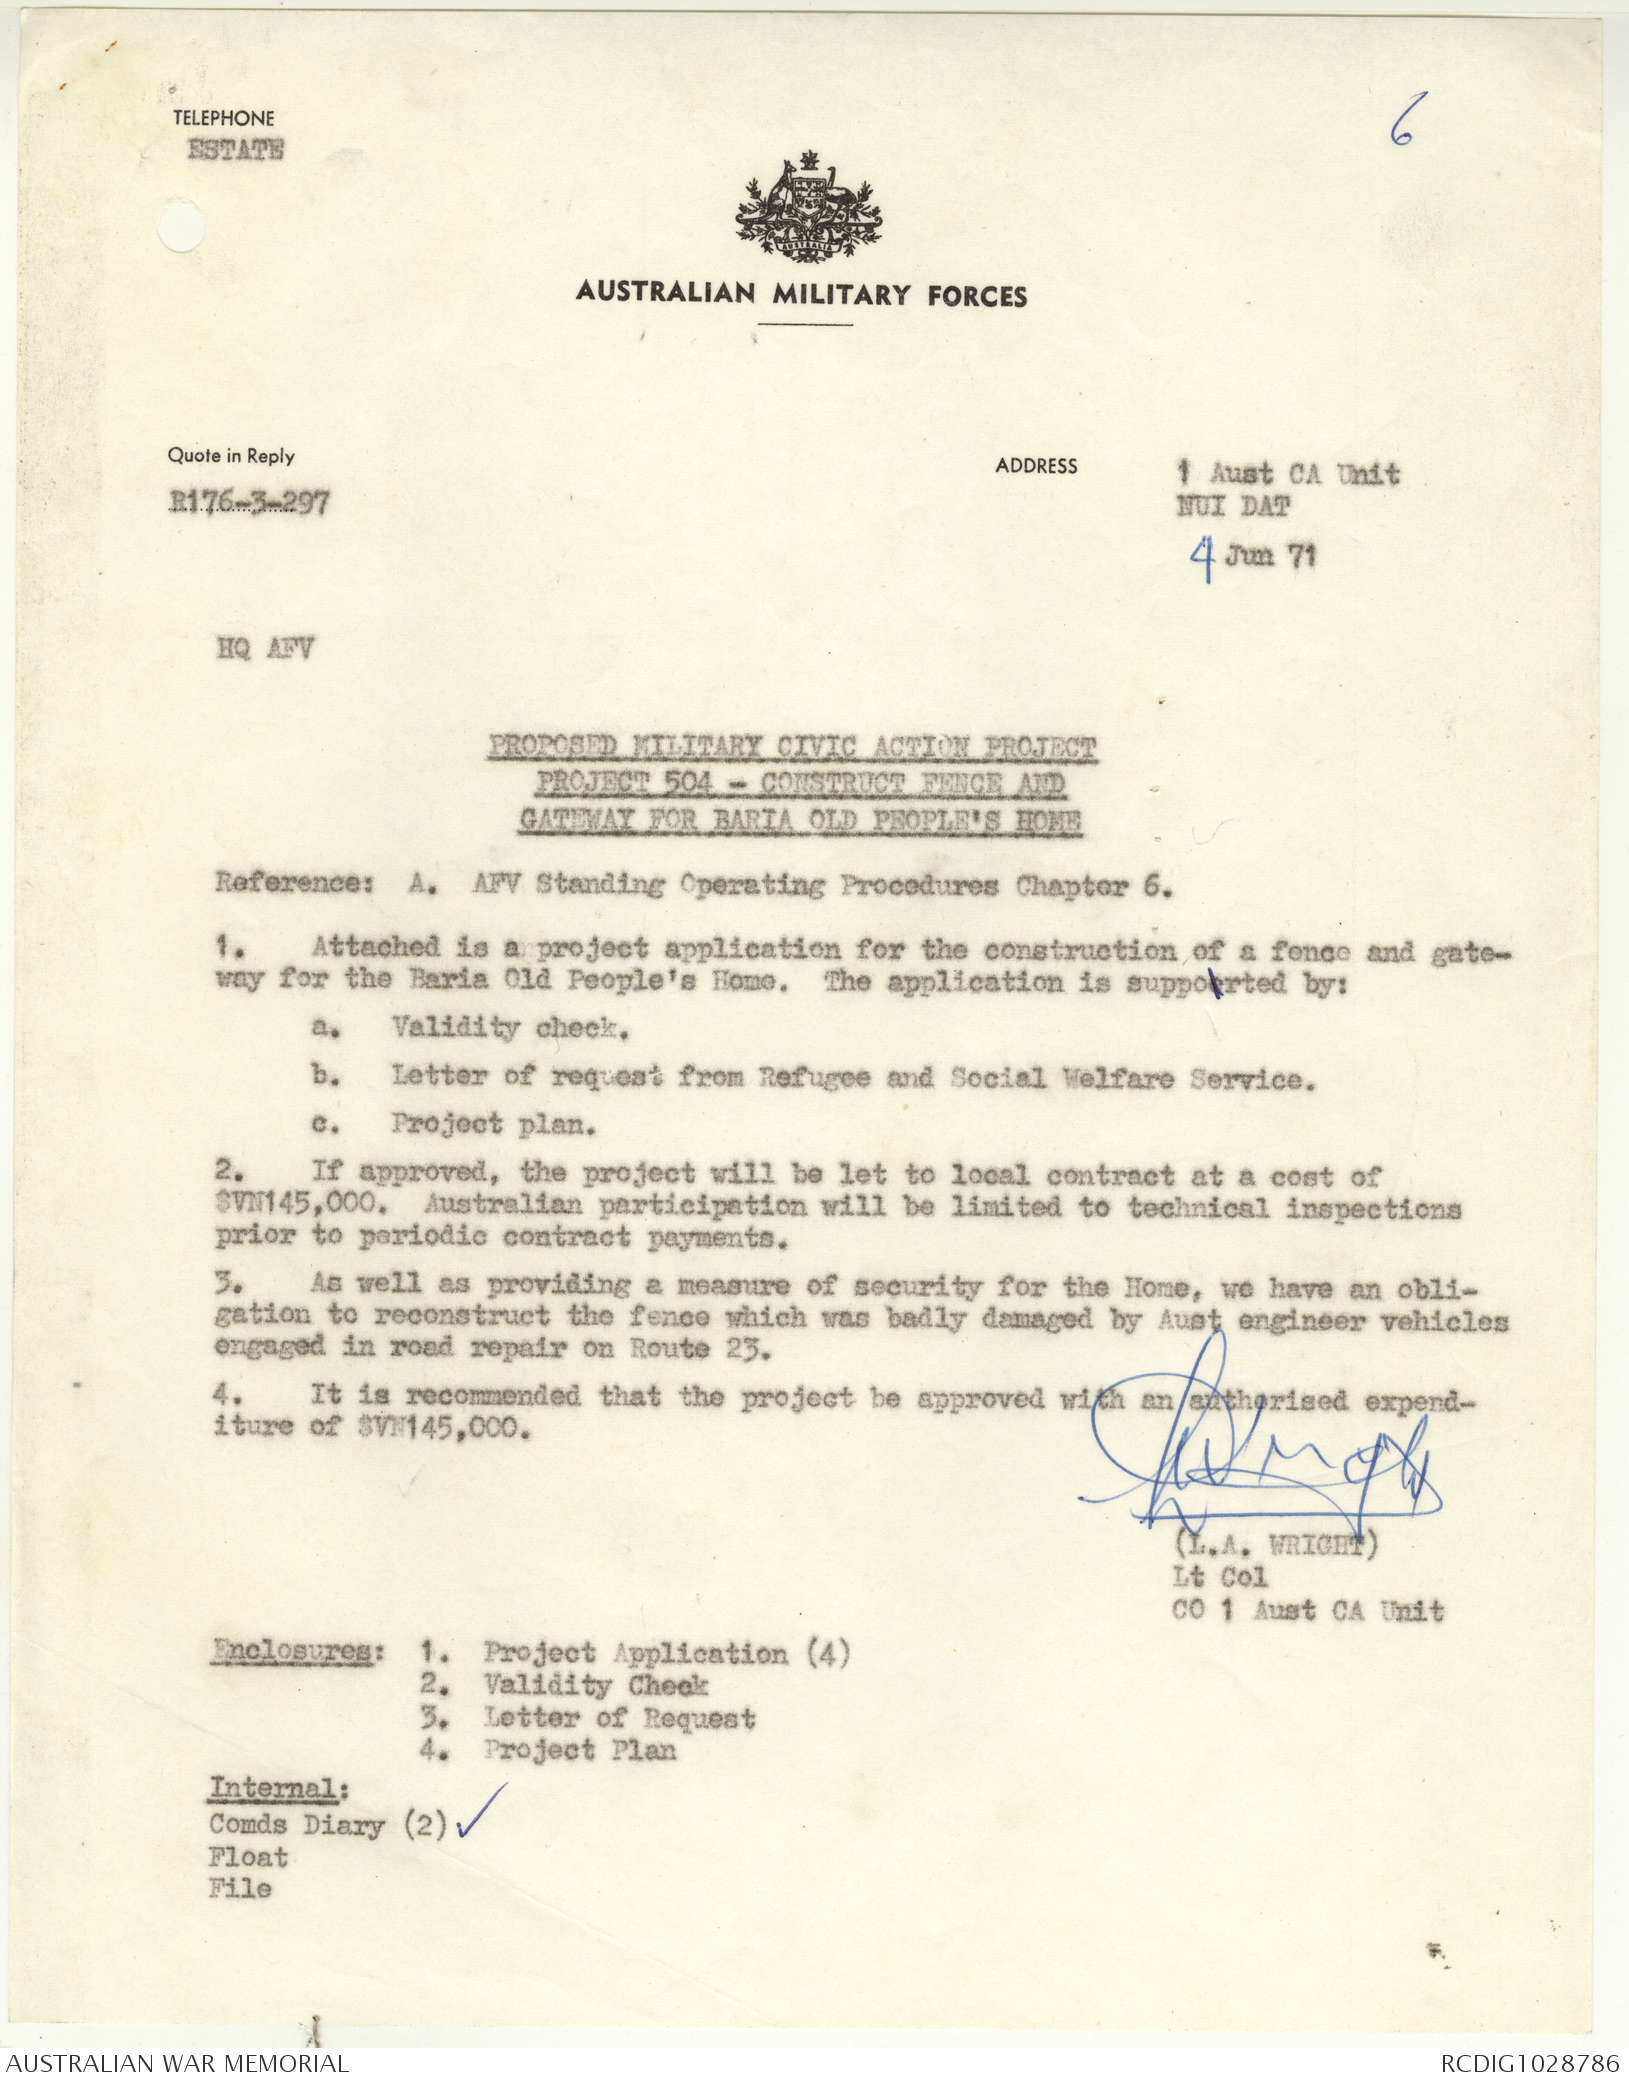 TELEPHONE
ESTATE
6
AUSTRALIA
AUSTRALIAN MILITARY FORCES
Quote in Reply
R176-3-297
ADDRESS
1 Aust CA Unit
NUI DAT
4 Jun 71
HQ AFV
PROPOSED MILITARY CIVIC ACTION PROJECT
PROJECT 504 - CONSTRUCT FENCE AND
GATEWAY FOR BARIA OLD PEOPLE'S HOME
Reference: A. AFV Standing Operating Procedures Chapter 6.
1. Attached is a project application for the construction of a fence and gate-
way for the Baria Old People's Home. The application is supported by:
a. Validity check.
b. Letter of request from Refugee and Social Welfare Service.
c. Project plan.
2. If approved, the project will be let to local contract at a cost of
$VN145,000. Australian participation will be limited to technical inspections
prior to periodic contract payments.
3. As well as providing a measure of security for the Home, we have an obli-
gation to reconstruct the fence which was badly damaged by Aust engineer vehicles
engaged in road repair on Route 23.
4. It is recommended that the project be approved with an authorised expend-
iture of $VN145,000.
(L.A. WRIGHT)
Lt Col
CO 1 Aust CA Unit
Enclosures: 1. Project Application (4)
2. Validity Check
3. Letter of Request
4. Project Plan
Internal:
Comds Diary (2) ✓
Float
File
AUSTRALIAN WAR MEMORIAL
RCDIG1028786